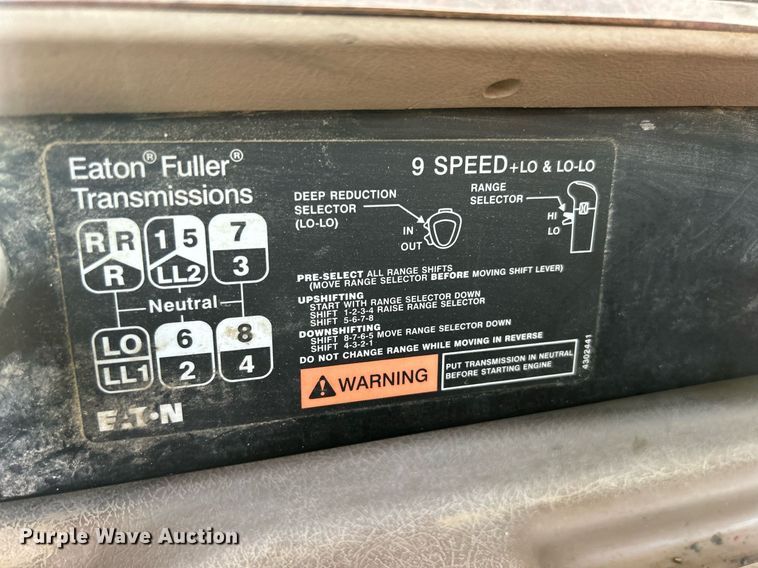 Eaton® Fuller®
Transmissions
9 SPEED +LO & LO-LO
DEEP REDUCTION
SELECTOR
(LO-LO)
IN
OUT
RANGE
SELECTOR
HI
LO
R R 1 5 7
R LL2 3
Neutral
LO 6 8
LL1 2 4
PRE-SELECT ALL RANGE SHIFTS
(MOVE RANGE SELECTOR BEFORE MOVING SHIFT LEVER)
UPSHIFTING
START WITH RANGE SELECTOR DOWN
SHIFT 1-2-3-4 RAISE RANGE SELECTOR
SHIFT 5-6-7-8
DOWNSHIFTING
SHIFT 8-7-6-5 MOVE RANGE SELECTOR DOWN
SHIFT 4-3-2-1
DO NOT CHANGE RANGE WHILE MOVING IN REVERSE
WARNING
PUT TRANSMISSION IN NEUTRAL
BEFORE STARTING ENGINE
4302441
EATON
Purple Wave Auction